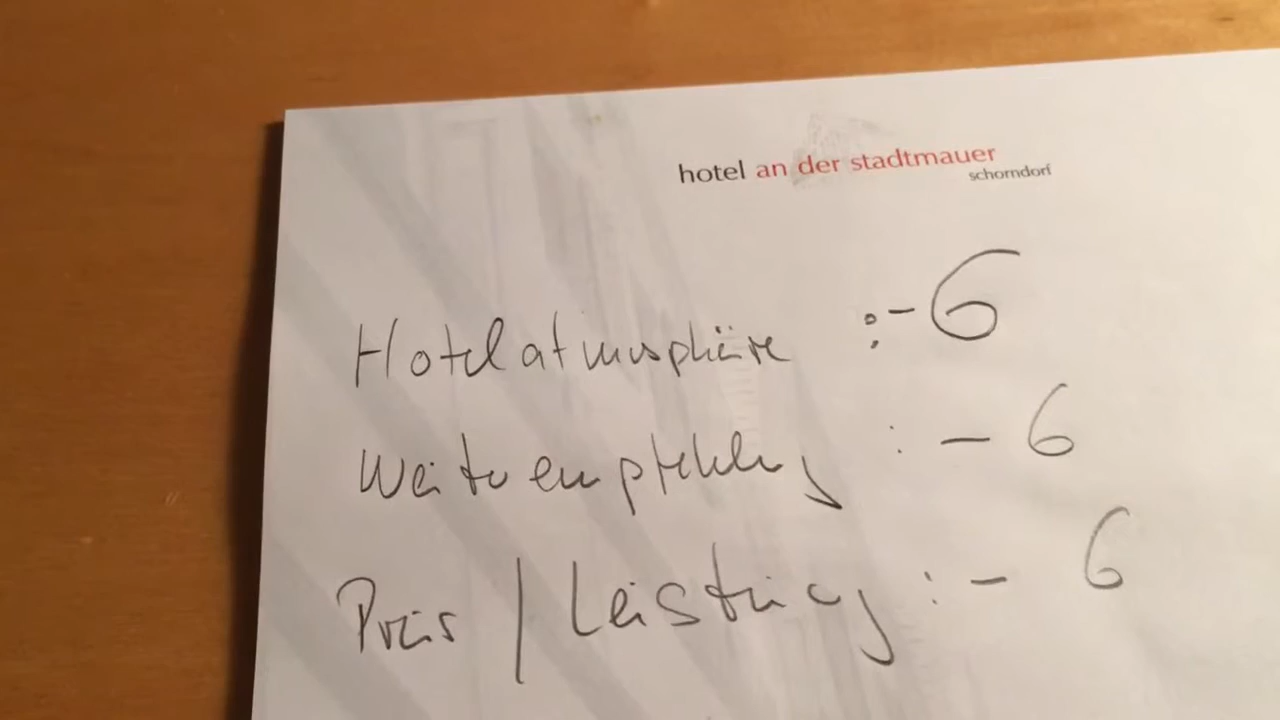 hotel an der stadtmauer
schorndorf
Hotelatmosphäre :- 6
Weiterempfehlung : - 6
Preis / Leistung : - 6